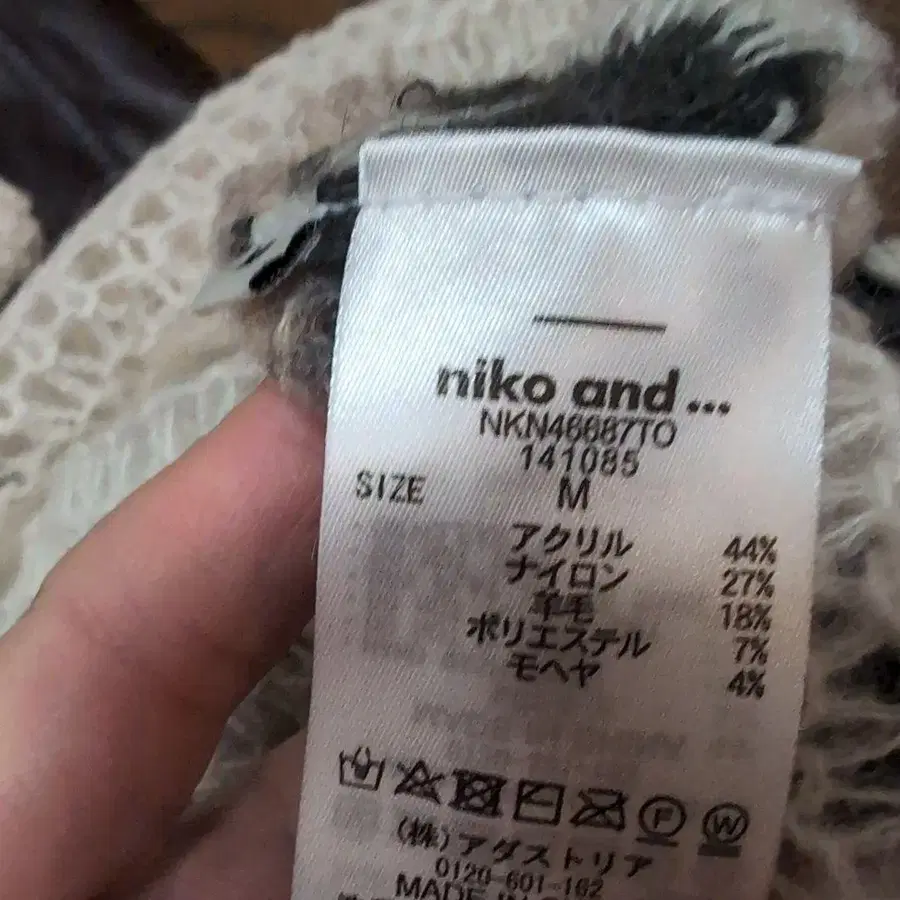 niko and ...
NKN46687TO
141085
SIZE M
アクリル 44%
ナイロン 27%
羊毛 18%
ポリエステル 7%
モヘヤ 4%
F W
(株)アダストリア
0120-601-162
MADE IN